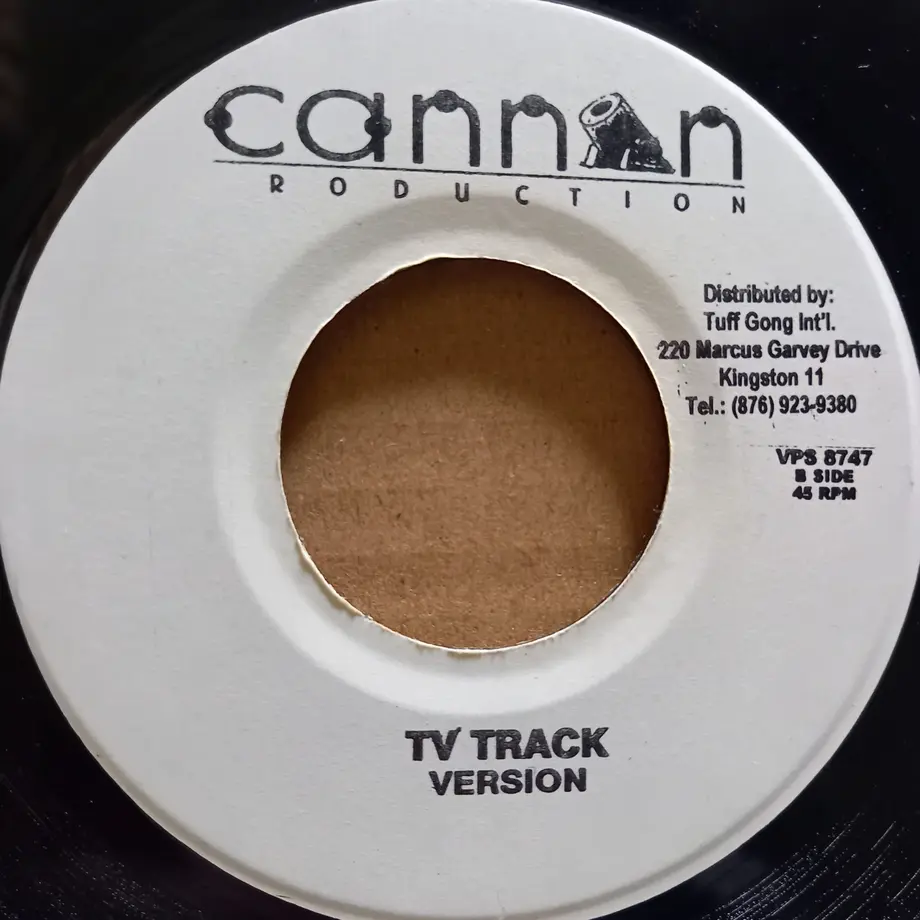 cannon
RODUCTION
Distributed by:
Tuff Gong Int'l.
220 Marcus Garvey Drive
Kingston 11
Tel.: (876) 923-9380
VPS 8747
B SIDE
45 RPM
TV TRACK
VERSION